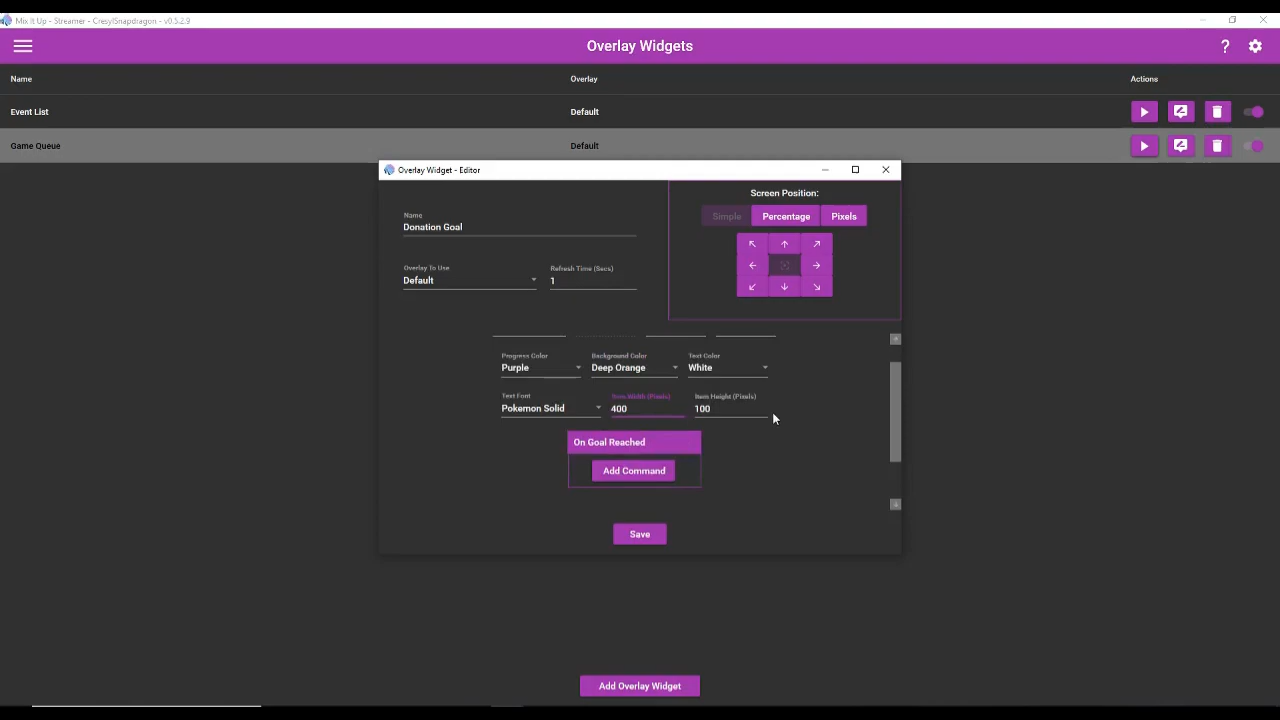 Mix It Up - Streamer - CresylSnapdragon - v0.5.2.9
Overlay Widgets
?
Name Overlay Actions
Event List Default
Game Queue Default
Overlay Widget - Editor
Screen Position:
Simple Percentage Pixels
Name
Donation Goal
Overlay To Use Refresh Time (Secs)
Default 1
Progress Color Background Color Text Color
Purple Deep Orange White
Text Font Item Width (Pixels) Item Height (Pixels)
Pokemon Solid 400 100
On Goal Reached
Add Command
Save
Add Overlay Widget